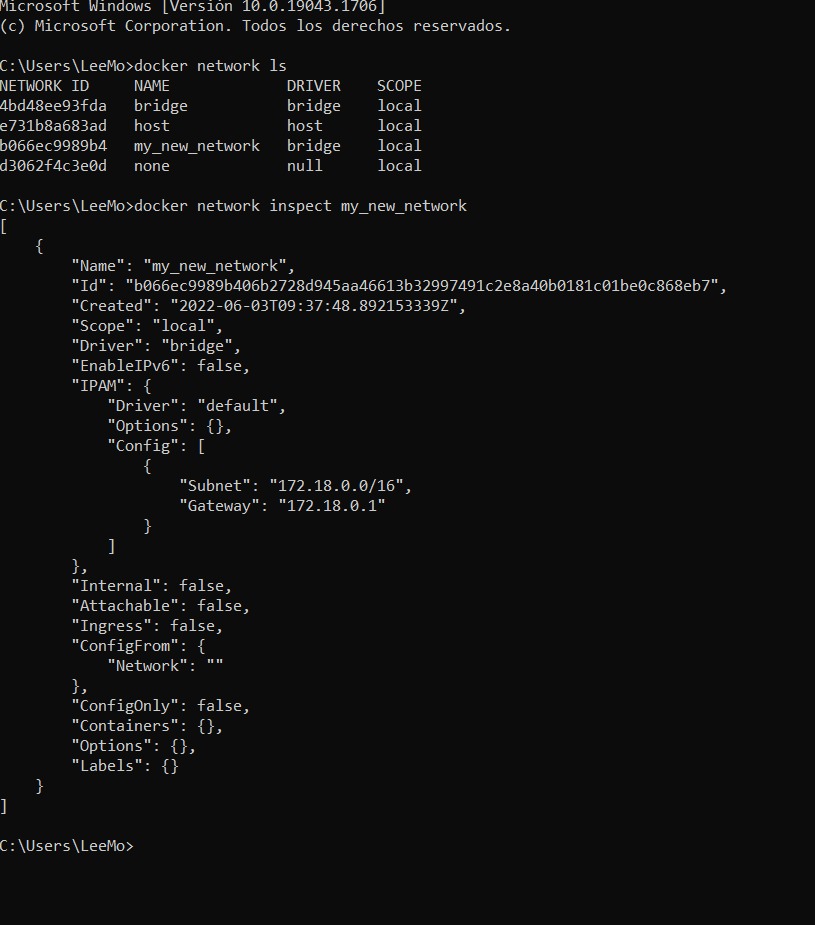 Microsoft Windows [Versión 10.0.19043.1706]
(c) Microsoft Corporation. Todos los derechos reservados.

C:\Users\LeeMo>docker network ls
NETWORK ID     NAME             DRIVER    SCOPE
4bd48ee93fda   bridge           bridge    local
e731b8a683ad   host             host      local
b066ec9989b4   my_new_network   bridge    local
d3062f4c3e0d   none             null      local

C:\Users\LeeMo>docker network inspect my_new_network
[
    {
        "Name": "my_new_network",
        "Id": "b066ec9989b406b2728d945aa46613b32997491c2e8a40b0181c01be0c868eb7",
        "Created": "2022-06-03T09:37:48.892153339Z",
        "Scope": "local",
        "Driver": "bridge",
        "EnableIPv6": false,
        "IPAM": {
            "Driver": "default",
            "Options": {},
            "Config": [
                {
                    "Subnet": "172.18.0.0/16",
                    "Gateway": "172.18.0.1"
                }
            ]
        },
        "Internal": false,
        "Attachable": false,
        "Ingress": false,
        "ConfigFrom": {
            "Network": ""
        },
        "ConfigOnly": false,
        "Containers": {},
        "Options": {},
        "Labels": {}
    }
]

C:\Users\LeeMo>